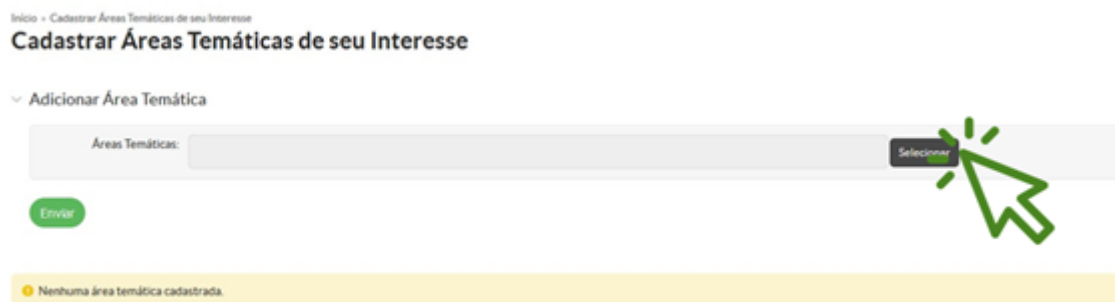 Início » Cadastrar Áreas Temáticas de seu Interesse
Cadastrar Áreas Temáticas de seu Interesse
Adicionar Área Temática
Áreas Temáticas:
Selecionar
Enviar
Nenhuma área temática cadastrada.